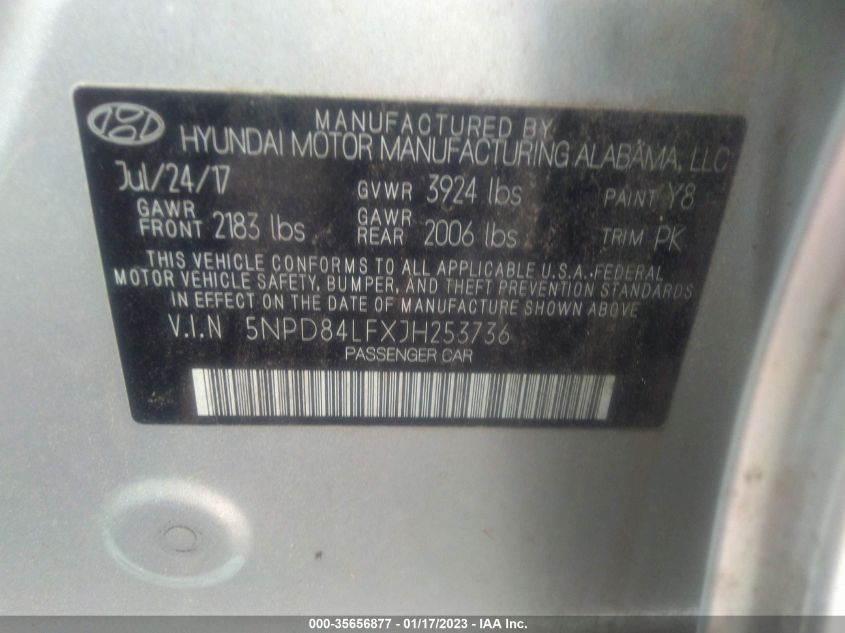 MANUFACTURED BY
HYUNDAI MOTOR MANUFACTURING ALABAMA, LLC
Jul/24/17 GVWR 3924 lbs PAINT Y8
GAWR FRONT 2183 lbs GAWR REAR 2006 lbs TRIM PK
THIS VEHICLE CONFORMS TO ALL APPLICABLE U.S.A. FEDERAL
MOTOR VEHICLE SAFETY, BUMPER, AND THEFT PREVENTION STANDARDS
IN EFFECT ON THE DATE OF MANUFACTURE SHOWN ABOVE.
V.I.N 5NPD84LFXJH253736
PASSENGER CAR
000-35656877 - 01/17/2023 - IAA Inc.